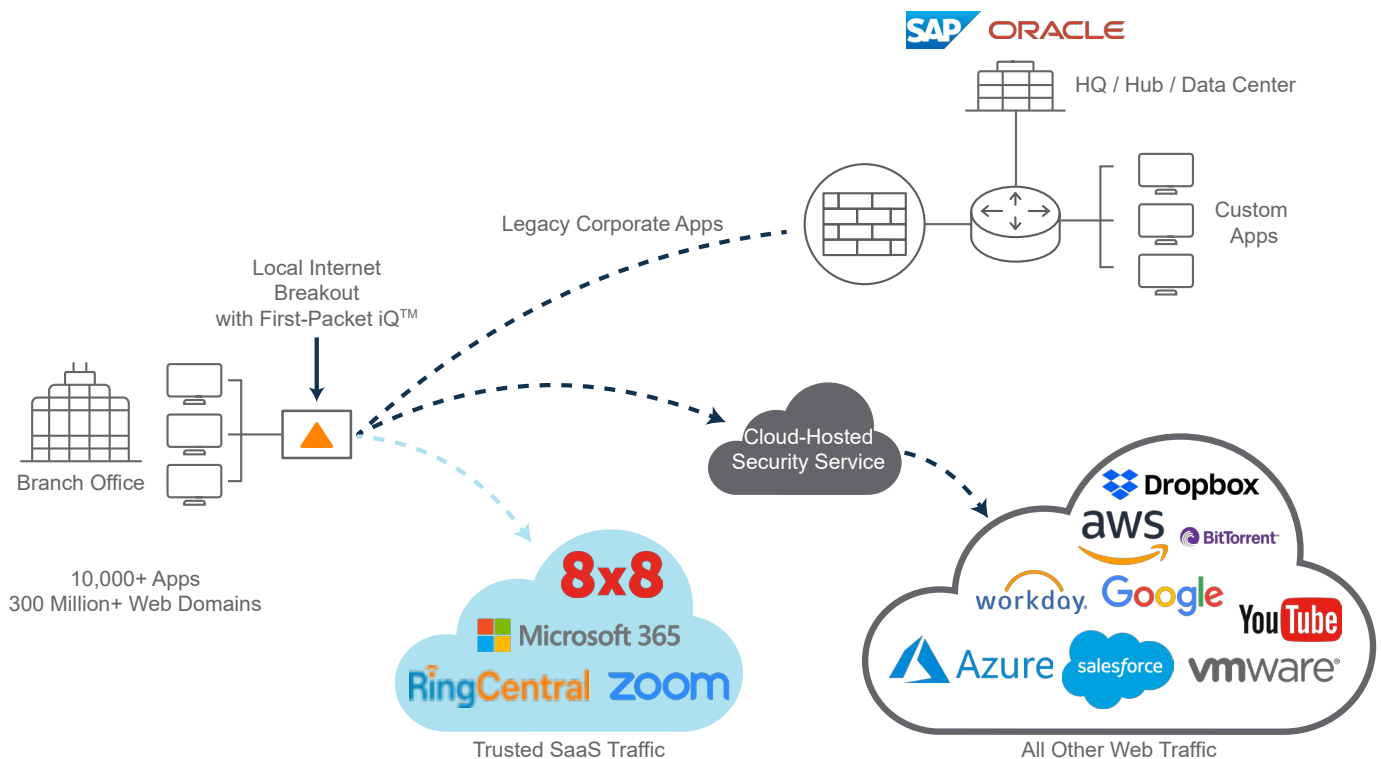 SAP ORACLE
HQ / Hub / Data Center
Legacy Corporate Apps
Custom
Apps
Local Internet
Breakout
with First-Packet iQ™
Branch Office
10,000+ Apps
300 Million+ Web Domains
Cloud-Hosted
Security Service
8x8
Microsoft 365
RingCentral zoom
Trusted SaaS Traffic
Dropbox
aws BitTorrent™
workday. Google
YouTube
Azure salesforce vmware®
All Other Web Traffic